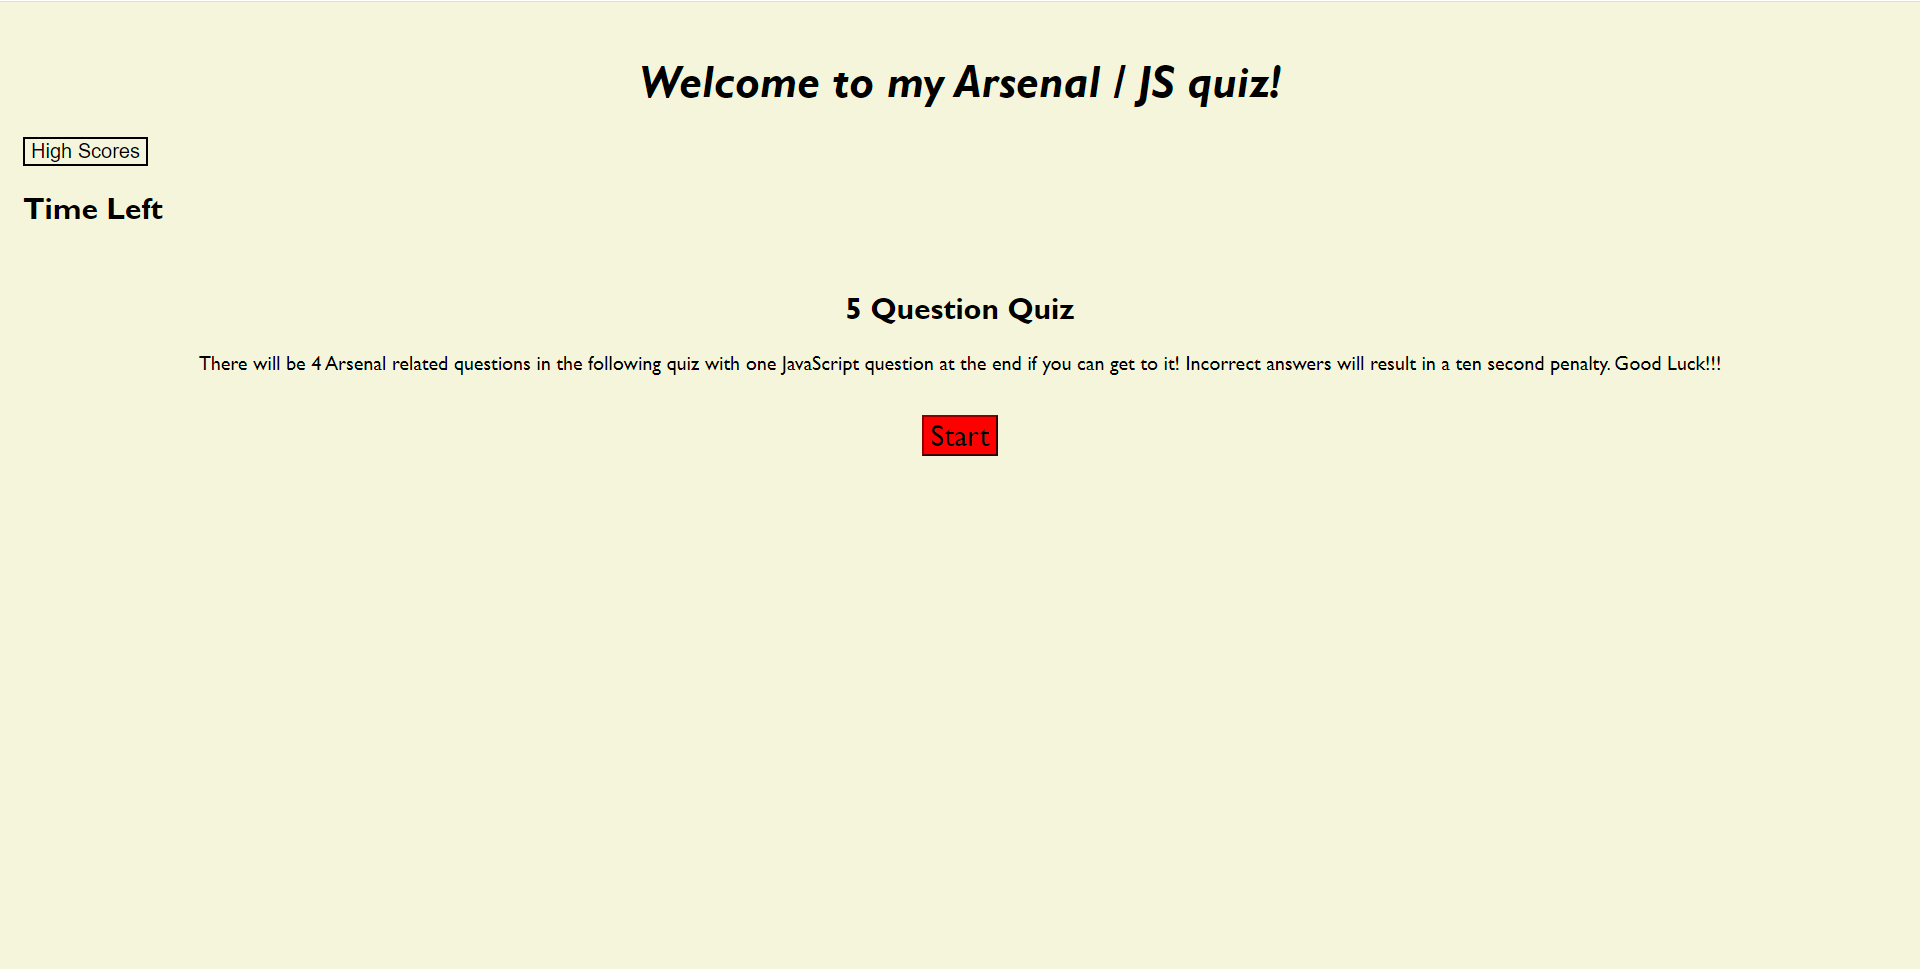 Welcome to my Arsenal / JS quiz!
High Scores
Time Left
5 Question Quiz
There will be 4 Arsenal related questions in the following quiz with one JavaScript question at the end if you can get to it! Incorrect answers will result in a ten second penalty. Good Luck!!!
Start